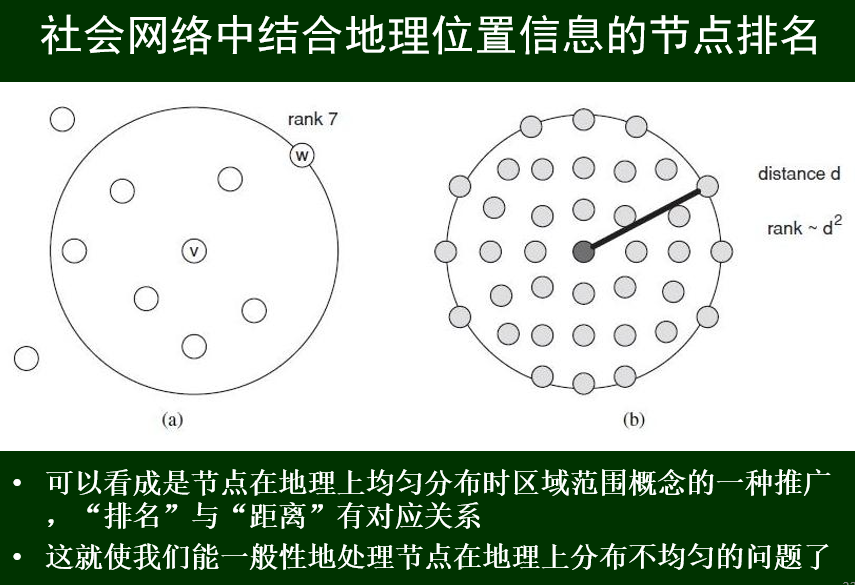 社会网络中结合地理位置信息的节点排名
rank 7
w
v
(a)
distance d
rank ~ d²
(b)
• 可以看成是节点在地理上均匀分布时区域范围概念的一种推广
，“排名”与“距离”有对应关系
• 这就使我们能一般性地处理节点在地理上分布不均匀的问题了